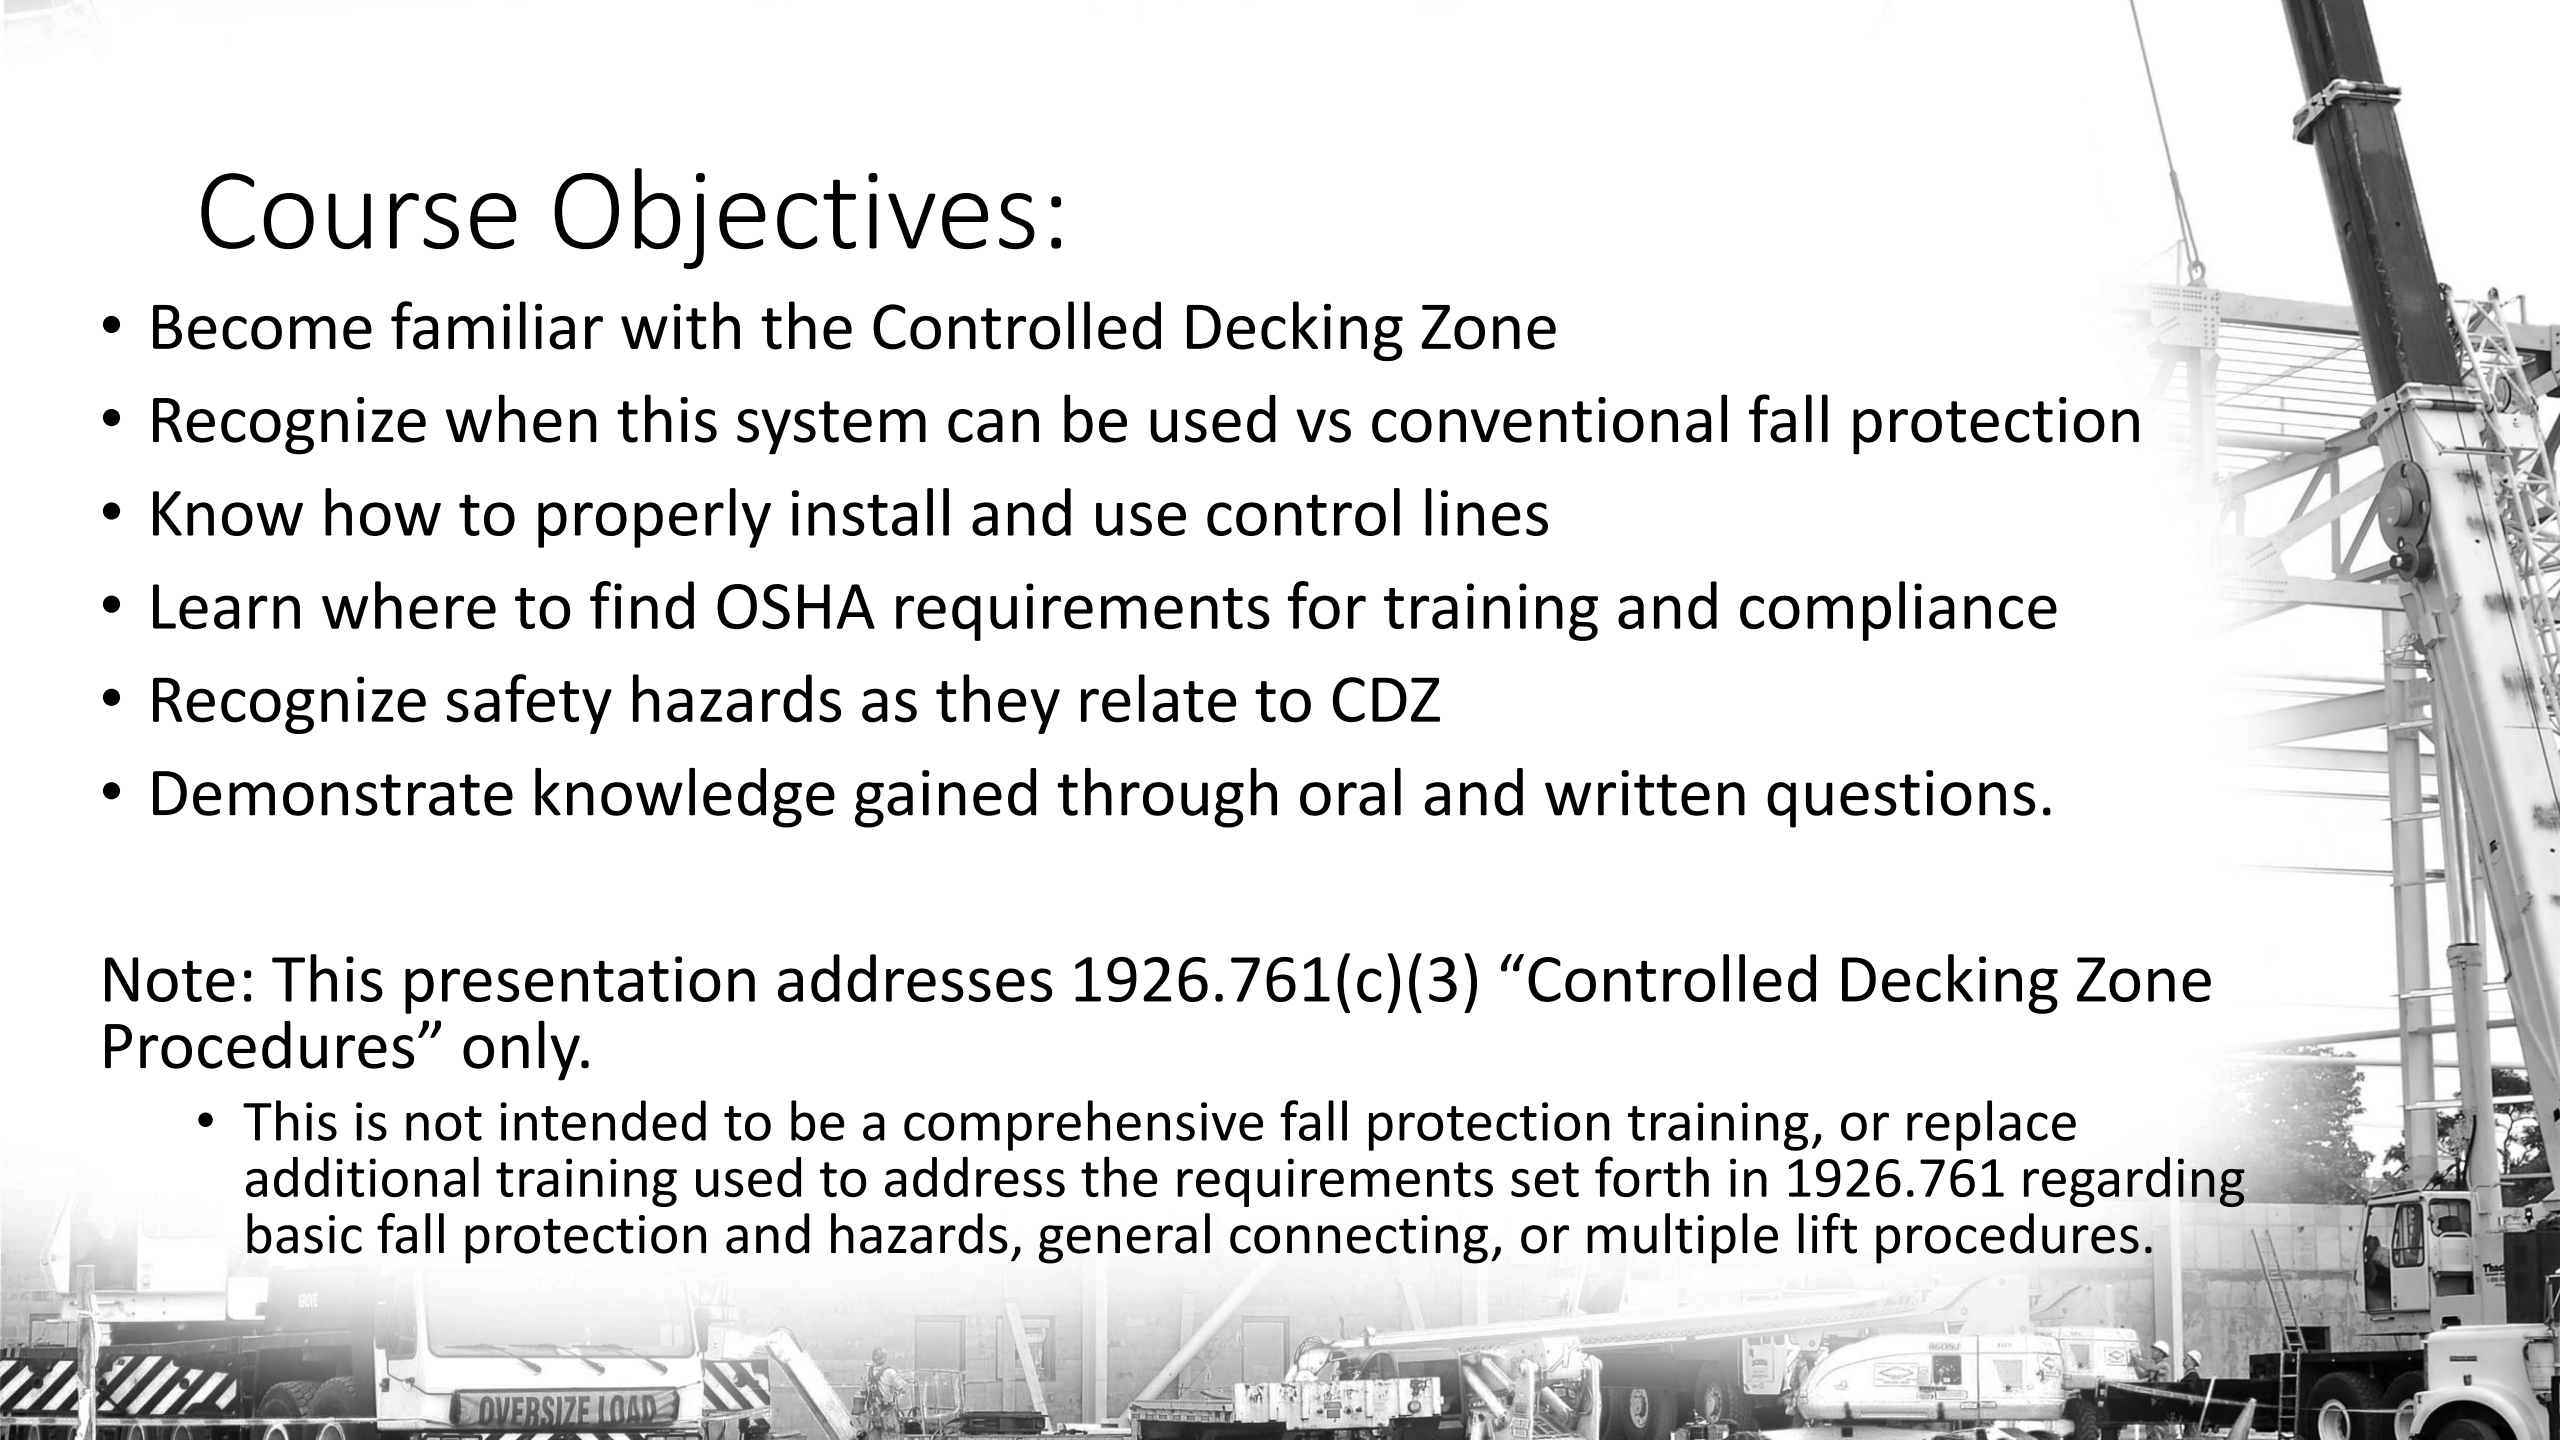 Course Objectives:
• Become familiar with the Controlled Decking Zone
• Recognize when this system can be used vs conventional fall protection
• Know how to properly install and use control lines
• Learn where to find OSHA requirements for training and compliance
• Recognize safety hazards as they relate to CDZ
• Demonstrate knowledge gained through oral and written questions.
Note: This presentation addresses 1926.761(c)(3) “Controlled Decking Zone
Procedures” only.
• This is not intended to be a comprehensive fall protection training, or replace
additional training used to address the requirements set forth in 1926.761 regarding
basic fall protection and hazards, general connecting, or multiple lift procedures.
GROVE
OVERSIZE LOAD